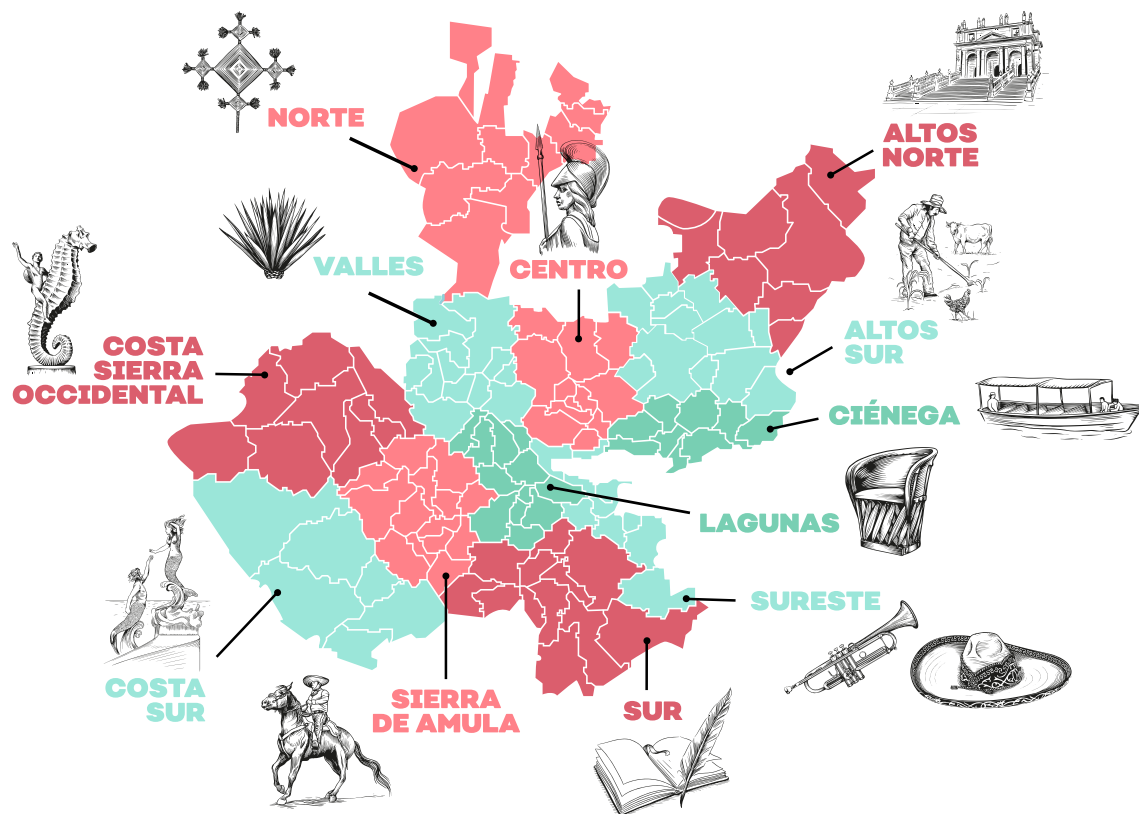 NORTE
ALTOS
NORTE
VALLES
CENTRO
ALTOS
SUR
COSTA
SIERRA
OCCIDENTAL
CIÉNEGA
LAGUNAS
SURESTE
COSTA
SUR
SIERRA
DE AMULA
SUR